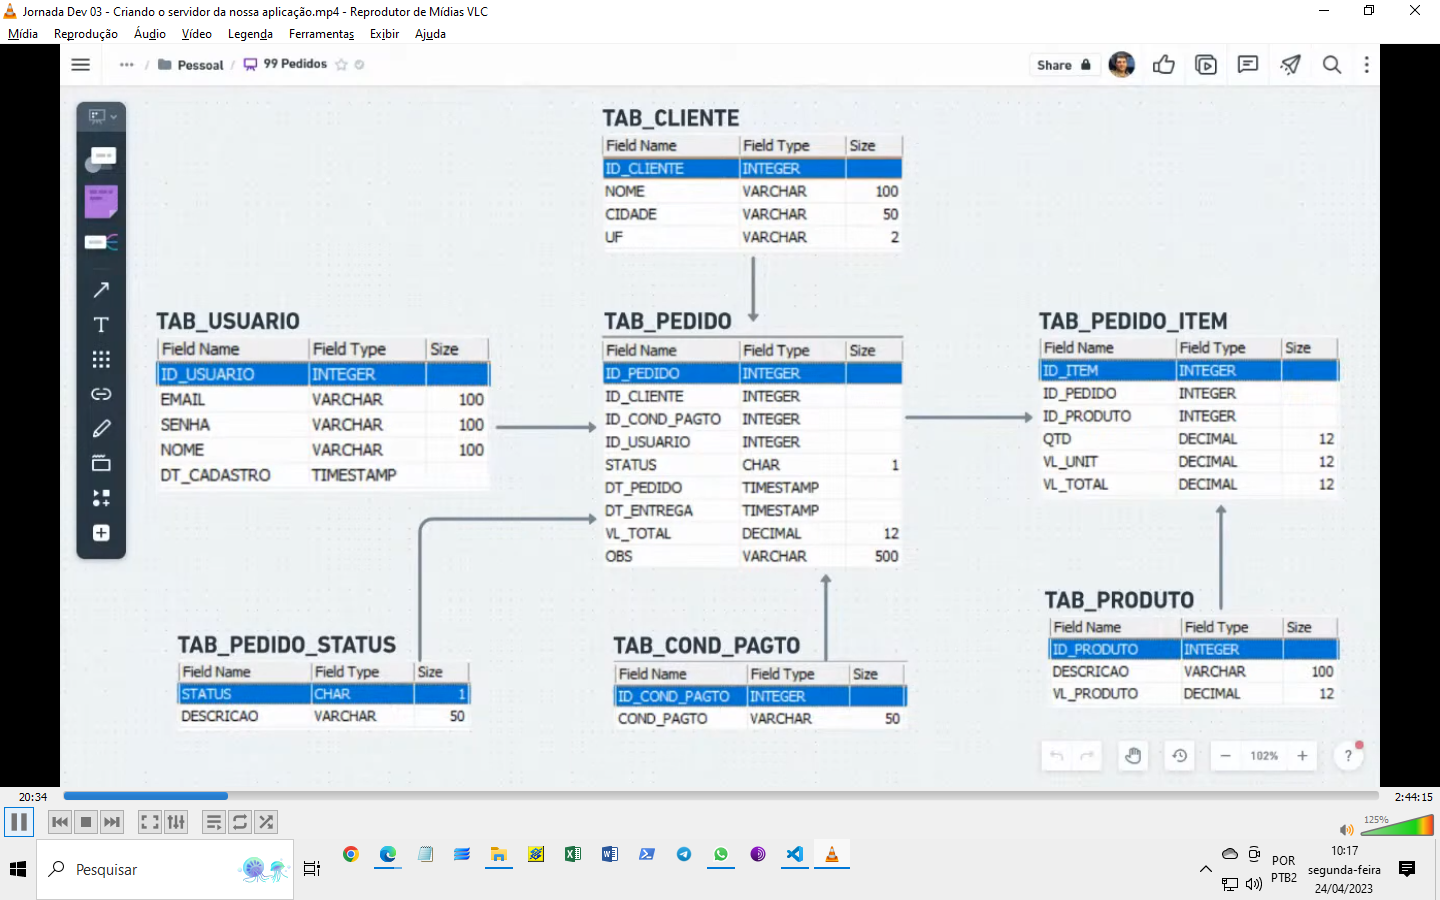 Jornada Dev 03 - Criando o servidor da nossa aplicação.mp4 - Reprodutor de Mídias VLC
Mídia Reprodução Áudio Vídeo Legenda Ferramentas Exibir Ajuda
··· / Pessoal / 99 Pedidos
Share
TAB_CLIENTE
Field Name Field Type Size
ID_CLIENTE INTEGER
NOME VARCHAR 100
CIDADE VARCHAR 50
UF VARCHAR 2
TAB_USUARIO
Field Name Field Type Size
ID_USUARIO INTEGER
EMAIL VARCHAR 100
SENHA VARCHAR 100
NOME VARCHAR 100
DT_CADASTRO TIMESTAMP
TAB_PEDIDO
Field Name Field Type Size
ID_PEDIDO INTEGER
ID_CLIENTE INTEGER
ID_COND_PAGTO INTEGER
ID_USUARIO INTEGER
STATUS CHAR 1
DT_PEDIDO TIMESTAMP
DT_ENTREGA TIMESTAMP
VL_TOTAL DECIMAL 12
OBS VARCHAR 500
TAB_PEDIDO_ITEM
Field Name Field Type Size
ID_ITEM INTEGER
ID_PEDIDO INTEGER
ID_PRODUTO INTEGER
QTD DECIMAL 12
VL_UNIT DECIMAL 12
VL_TOTAL DECIMAL 12
TAB_PEDIDO_STATUS
Field Name Field Type Size
STATUS CHAR 1
DESCRICAO VARCHAR 50
TAB_COND_PAGTO
Field Name Field Type Size
ID_COND_PAGTO INTEGER
COND_PAGTO VARCHAR 50
TAB_PRODUTO
Field Name Field Type Size
ID_PRODUTO INTEGER
DESCRICAO VARCHAR 100
VL_PRODUTO DECIMAL 12
102%
?
20:34
2:44:15
125%
Pesquisar
POR
PTB2
10:17
segunda-feira
24/04/2023